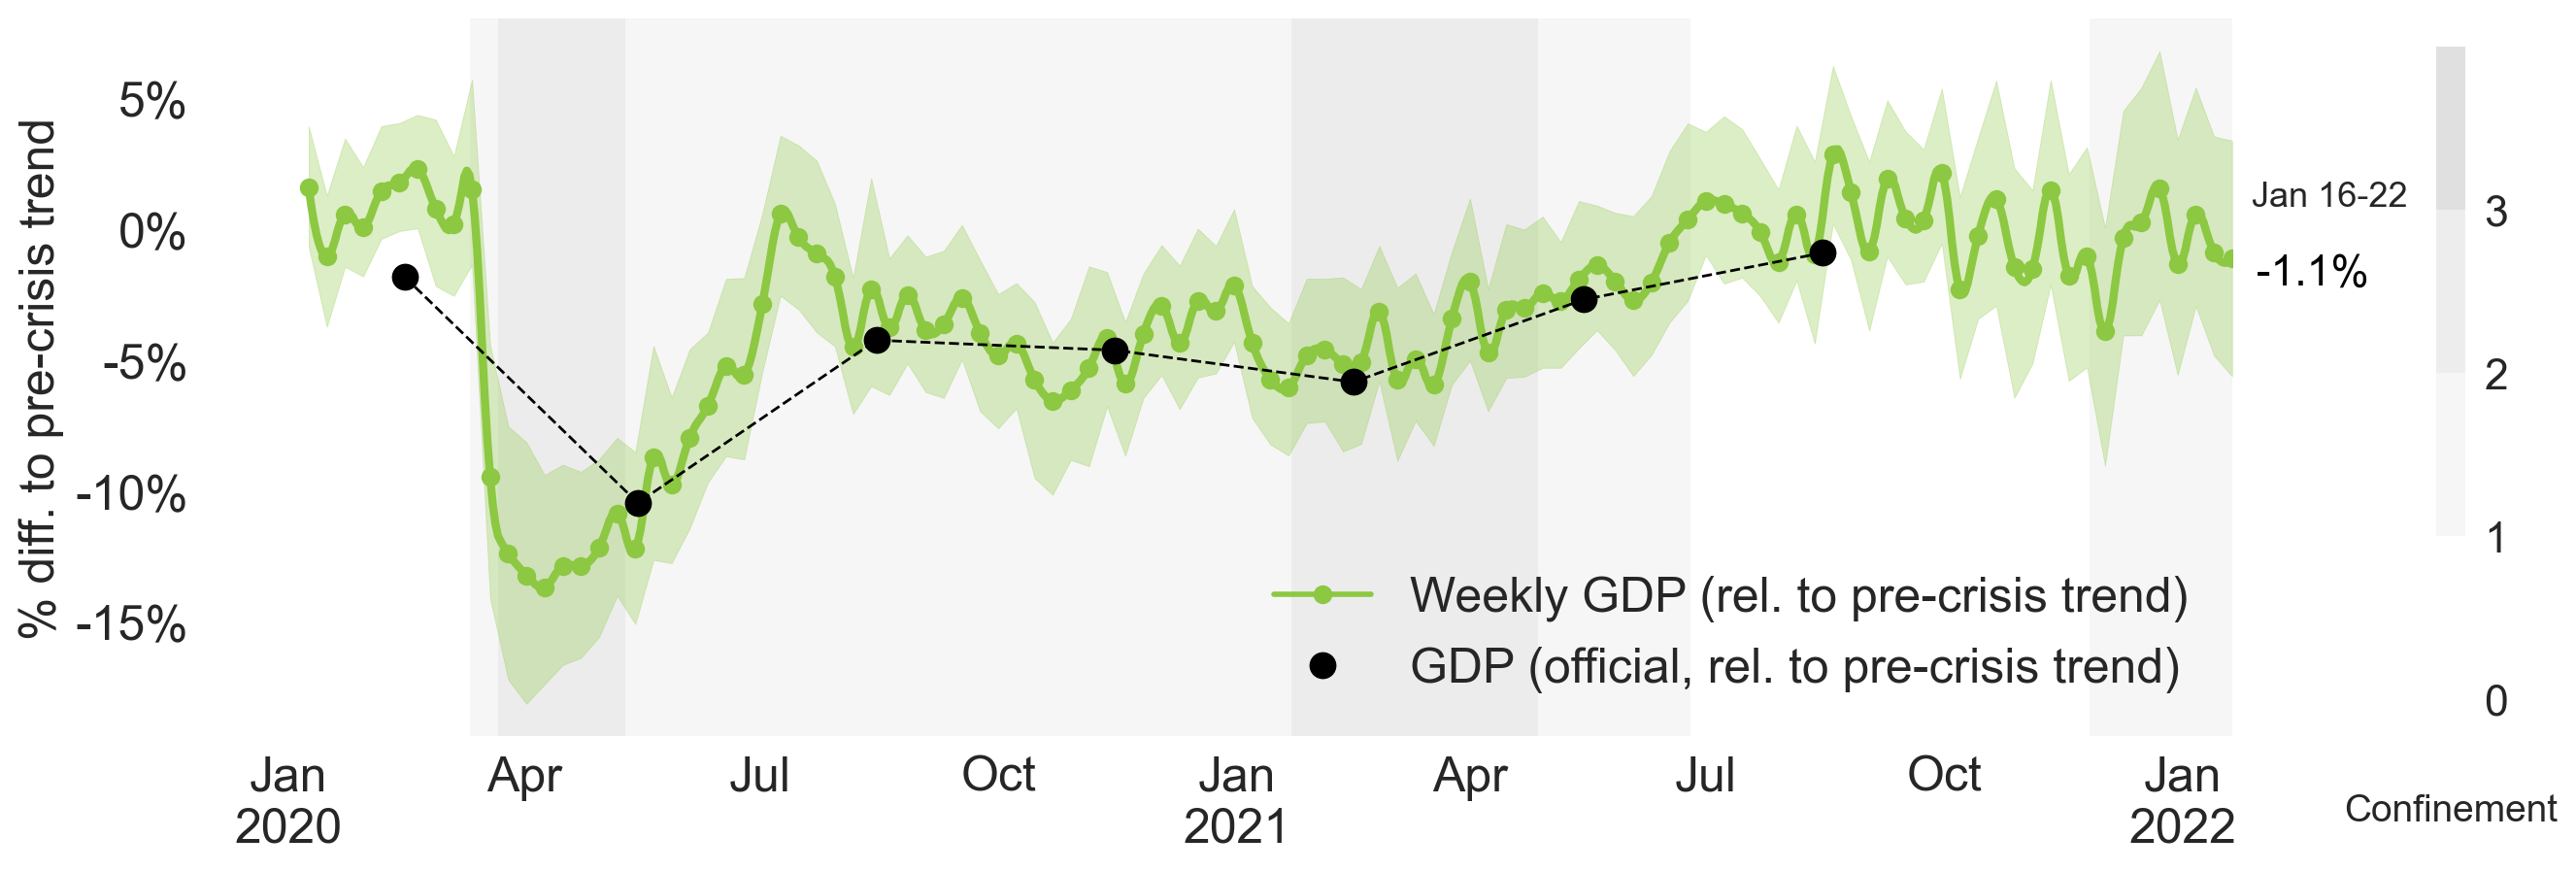 % diff. to pre-crisis trend
5%
0%
-5%
-10%
-15%
Jan 16-22
-1.1%
3
2
1
0
Weekly GDP (rel. to pre-crisis trend)
GDP (official, rel. to pre-crisis trend)
Jan Apr Jul Oct Jan Apr Jul Oct Jan
2020 2021 2022
Confinement